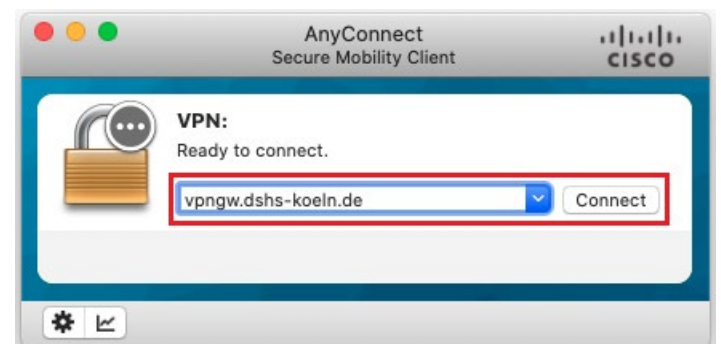 AnyConnect
Secure Mobility Client
CISCO
VPN:
Ready to connect.
vpngw.dshs-koeln.de
Connect